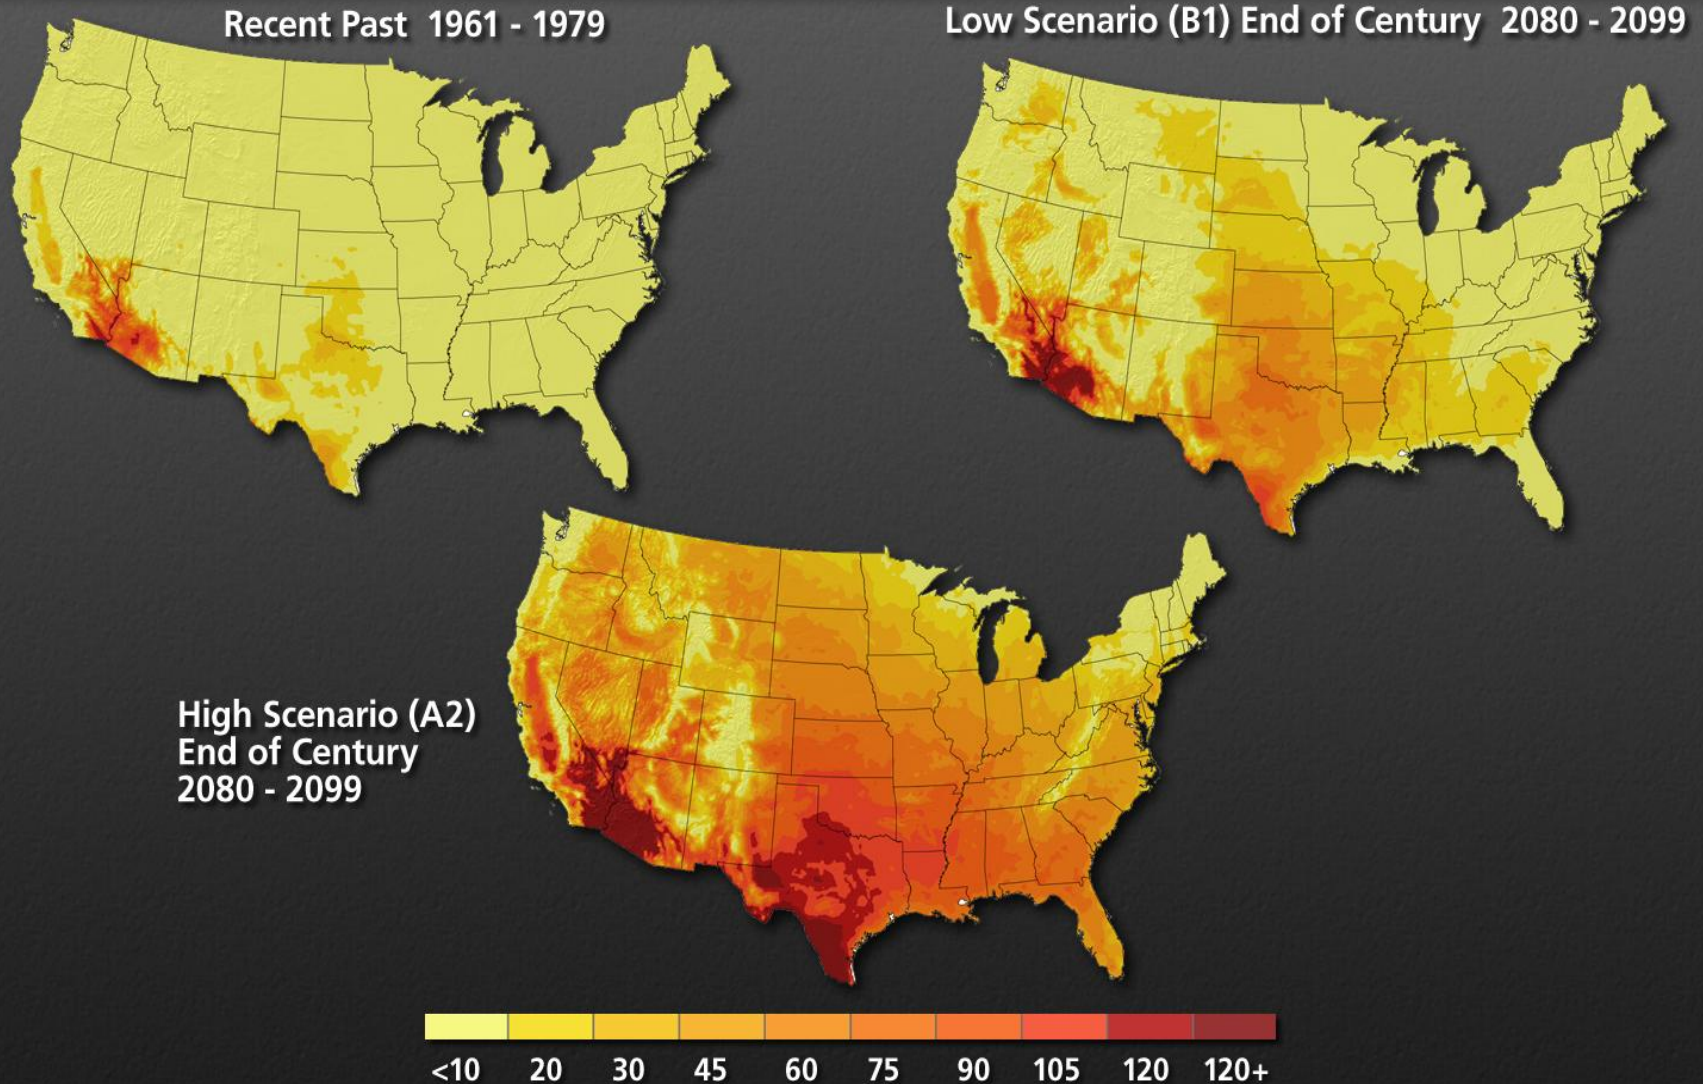 Recent Past 1961 - 1979
Low Scenario (B1) End of Century 2080 - 2099
High Scenario (A2)
End of Century
2080 - 2099
<10 20 30 45 60 75 90 105 120 120+